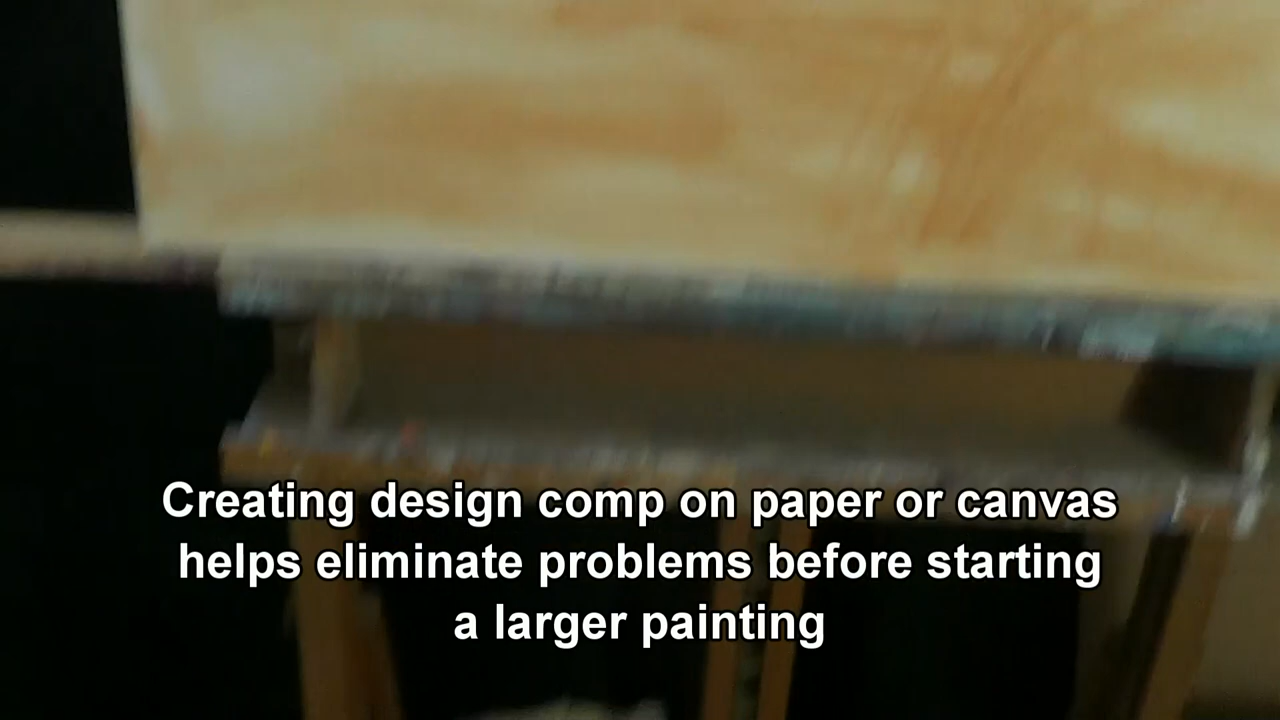 Creating design comp on paper or canvas
helps eliminate problems before starting
a larger painting